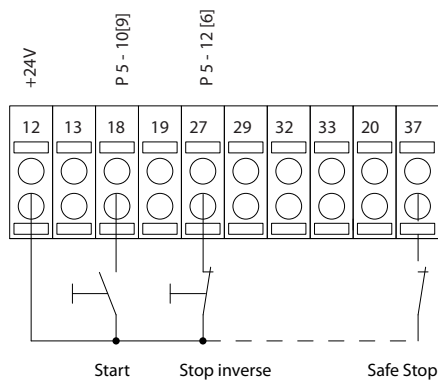 +24V
P 5 - 10[9]
P 5 - 12 [6]
12 13 18 19 27 29 32 33 20 37
Start Stop inverse Safe Stop